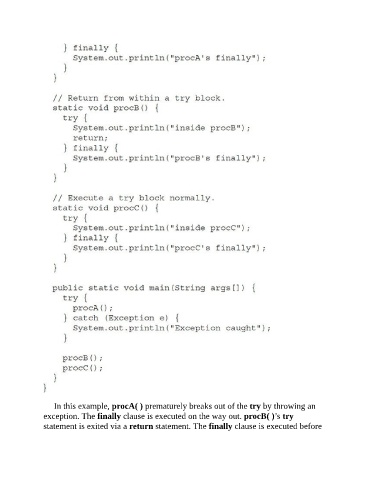 } finally {
System.out.println("procA's finally");
}
}
// Return from within a try block.
static void procB() {
try {
System.out.println("inside procB");
return;
} finally {
System.out.println("procB's finally");
}
}
// Execute a try block normally.
static void procC() {
try {
System.out.println("inside procC");
} finally {
System.out.println("procC's finally");
}
}
public static void main(String args[]) {
try {
procA();
} catch (Exception e) {
System.out.println("Exception caught");
}
procB();
procC();
}
}
In this example, procA( ) prematurely breaks out of the try by throwing an
exception. The finally clause is executed on the way out. procB( )'s try
statement is exited via a return statement. The finally clause is executed before